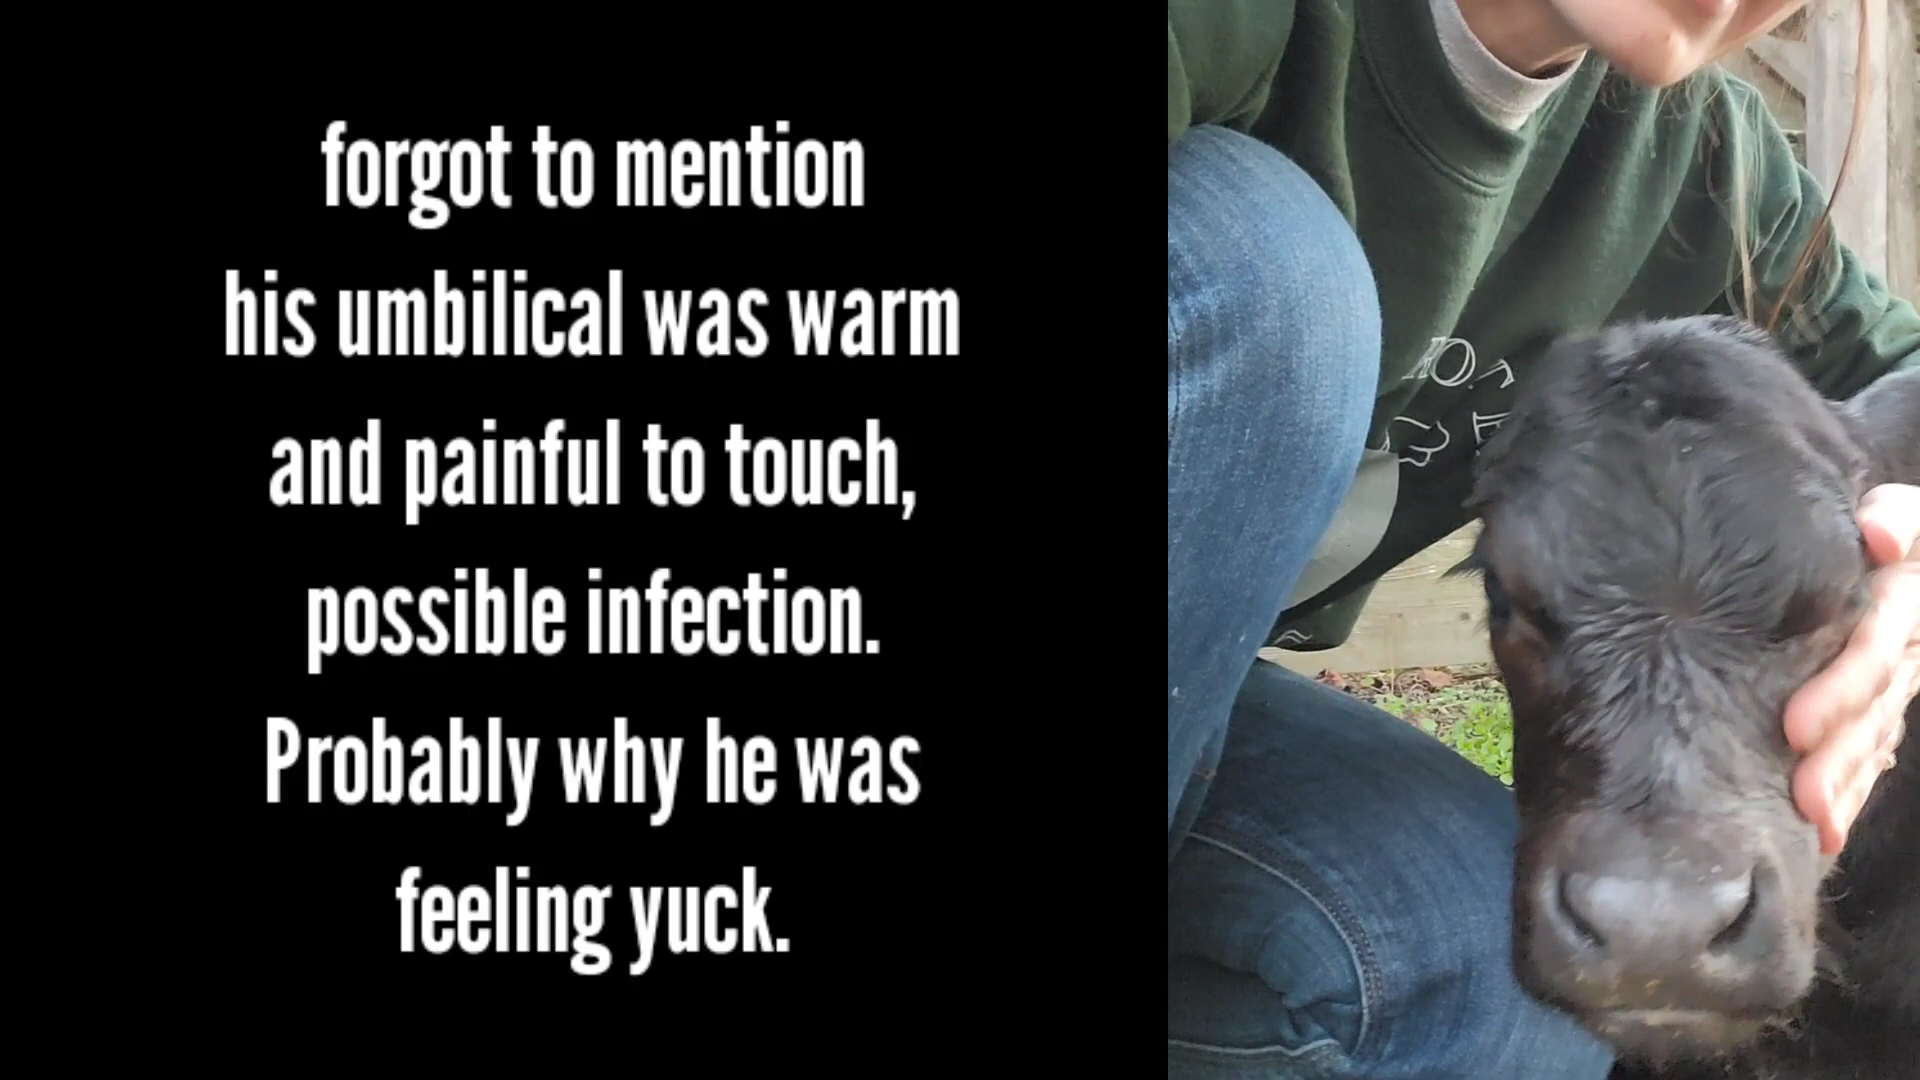 forgot to mention
his umbilical was warm
and painful to touch,
possible infection.
Probably why he was
feeling yuck.